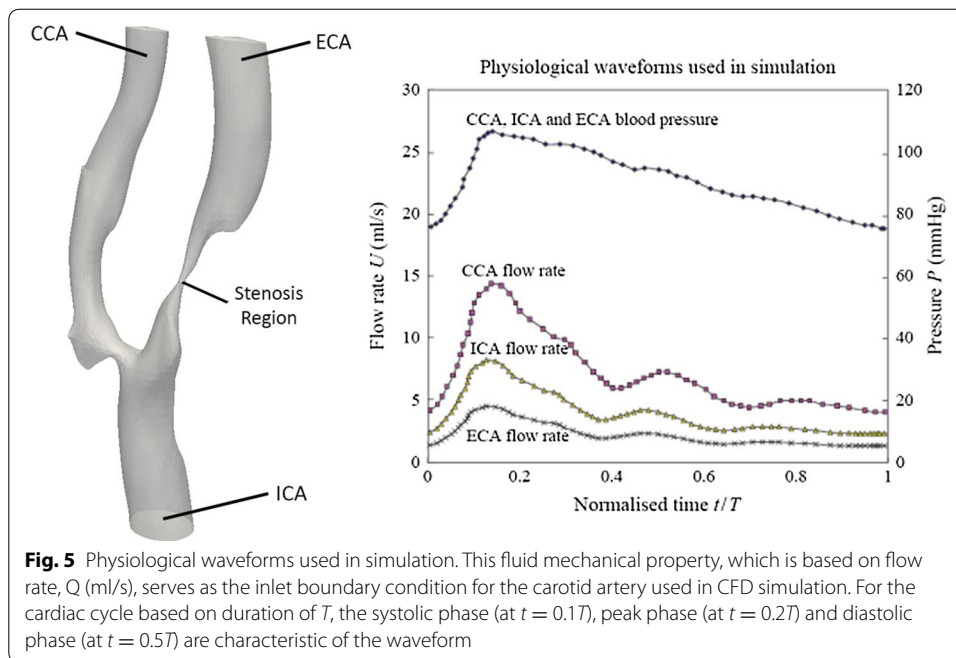 CCA
ECA
Stenosis
Region
ICA
Physiological waveforms used in simulation
30
25
20
15
10
5
0
Flow rate U (ml/s)
120
100
80
60
40
20
0
Pressure P (mmHg)
CCA, ICA and ECA blood pressure
CCA flow rate
ICA flow rate
ECA flow rate
0
0.2
0.4
0.6
0.8
1
Normalised time t/T
Fig. 5 Physiological waveforms used in simulation. This fluid mechanical property, which is based on flow
rate, Q (ml/s), serves as the inlet boundary condition for the carotid artery used in CFD simulation. For the
cardiac cycle based on duration of T, the systolic phase (at t = 0.1T), peak phase (at t = 0.2T) and diastolic
phase (at t = 0.5T) are characteristic of the waveform